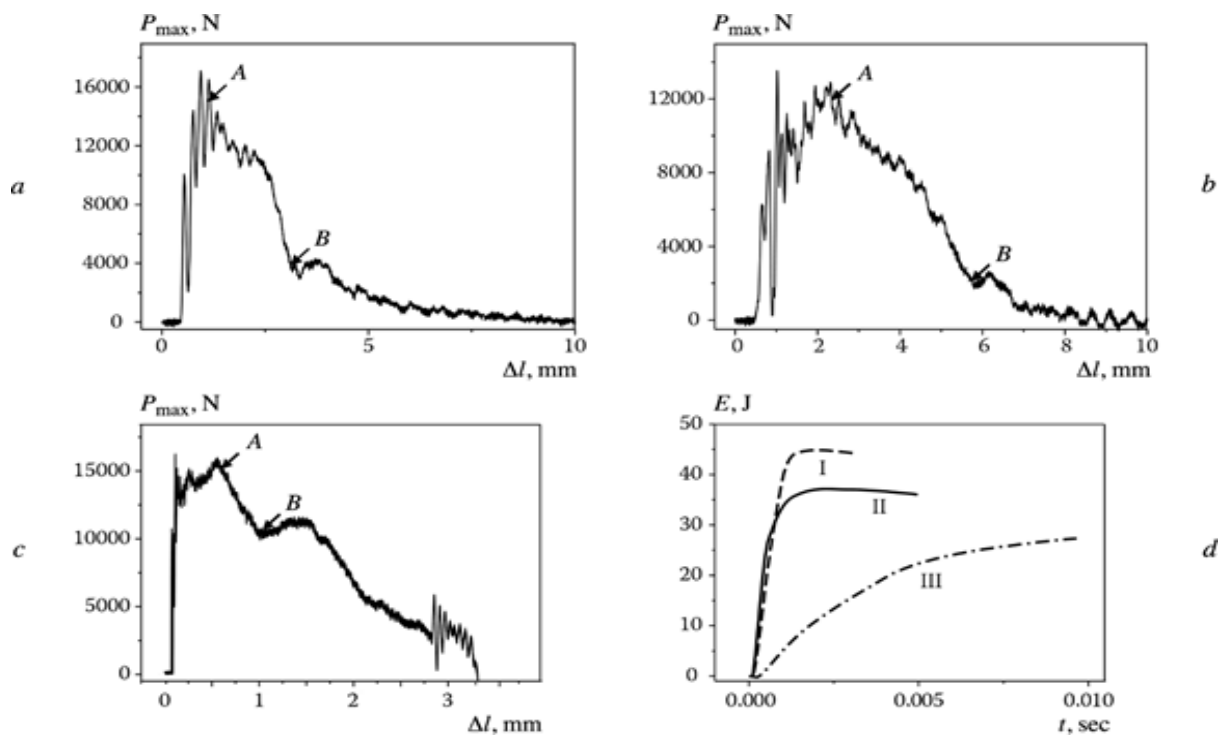 P_max, N
16000
12000
8000
4000
0
A
B
0
5
10
Δl, mm
a
P_max, N
12000
8000
4000
0
A
B
0
2
4
6
8
10
Δl, mm
b
P_max, N
15000
10000
5000
0
A
B
0
1
2
3
Δl, mm
c
E, J
50
40
30
20
10
0
I
II
III
0.000
0.005
0.010
t, sec
d